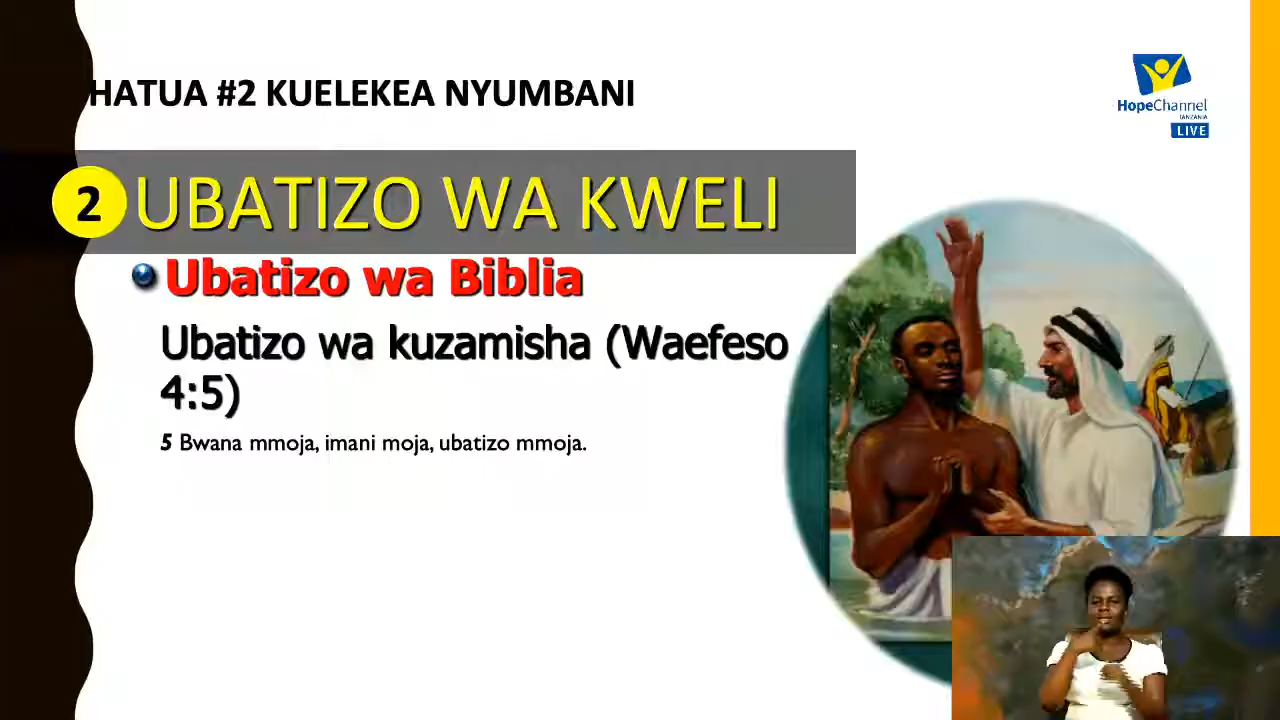 HATUA #2 KUELEKEA NYUMBANI
HopeChannel
TANZANIA
LIVE
2 UBATIZO WA KWELI
Ubatizo wa Biblia
Ubatizo wa kuzamisha (Waefeso
4:5)
5 Bwana mmoja, imani moja, ubatizo mmoja.